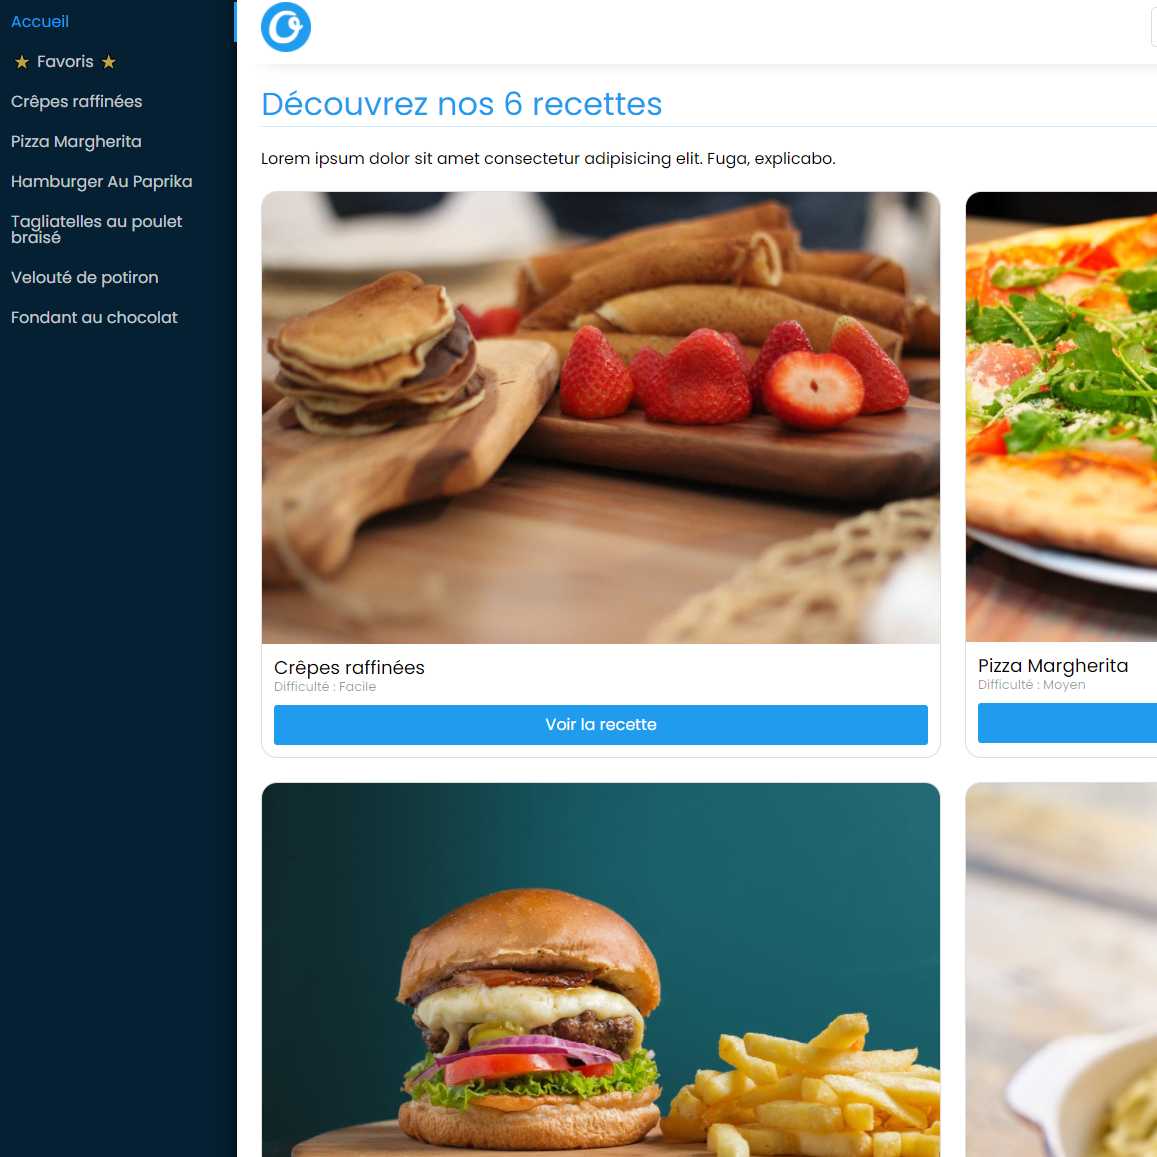 Accueil
★ Favoris ★
Crêpes raffinées
Pizza Margherita
Hamburger Au Paprika
Tagliatelles au poulet
braisé
Velouté de potiron
Fondant au chocolat
Découvrez nos 6 recettes
Lorem ipsum dolor sit amet consectetur adipisicing elit. Fuga, explicabo.
Crêpes raffinées
Difficulté : Facile
Voir la recette
Pizza Margherita
Difficulté : Moyen